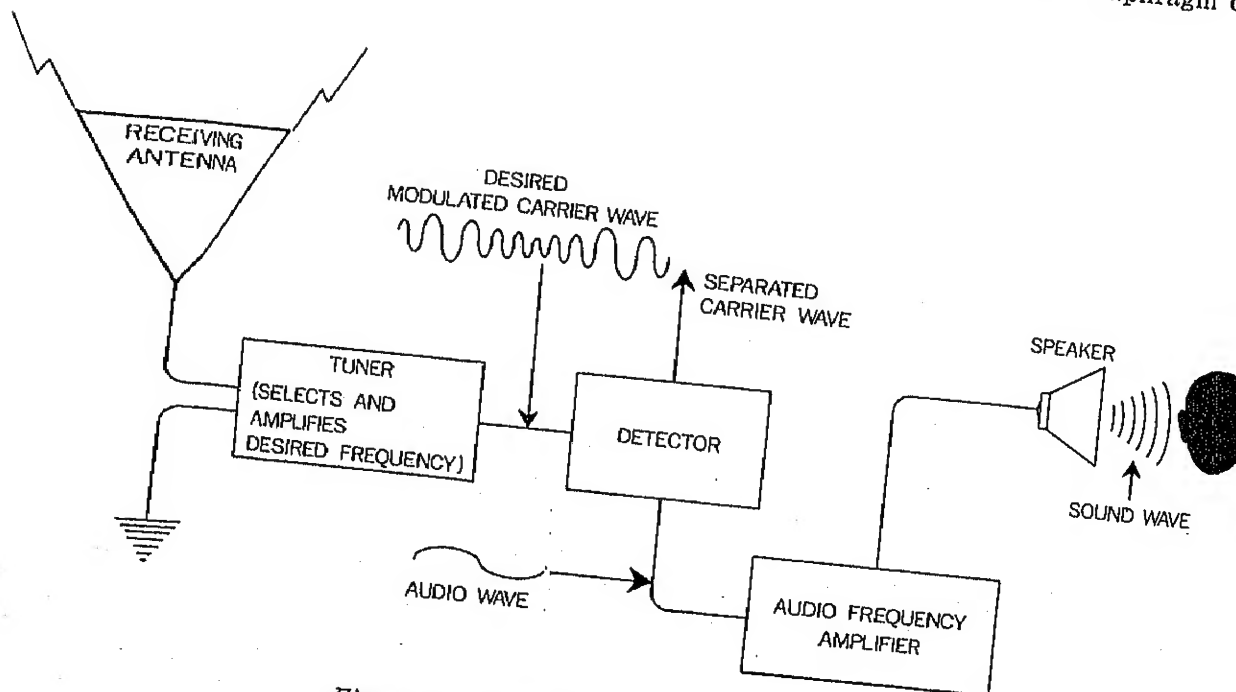 RECEIVING
ANTENNA
DESIRED
MODULATED CARRIER WAVE
SEPARATED
CARRIER WAVE
TUNER
(SELECTS AND
AMPLIFIES
DESIRED FREQUENCY)
DETECTOR
SPEAKER
SOUND WAVE
AUDIO WAVE
AUDIO FREQUENCY
AMPLIFIER